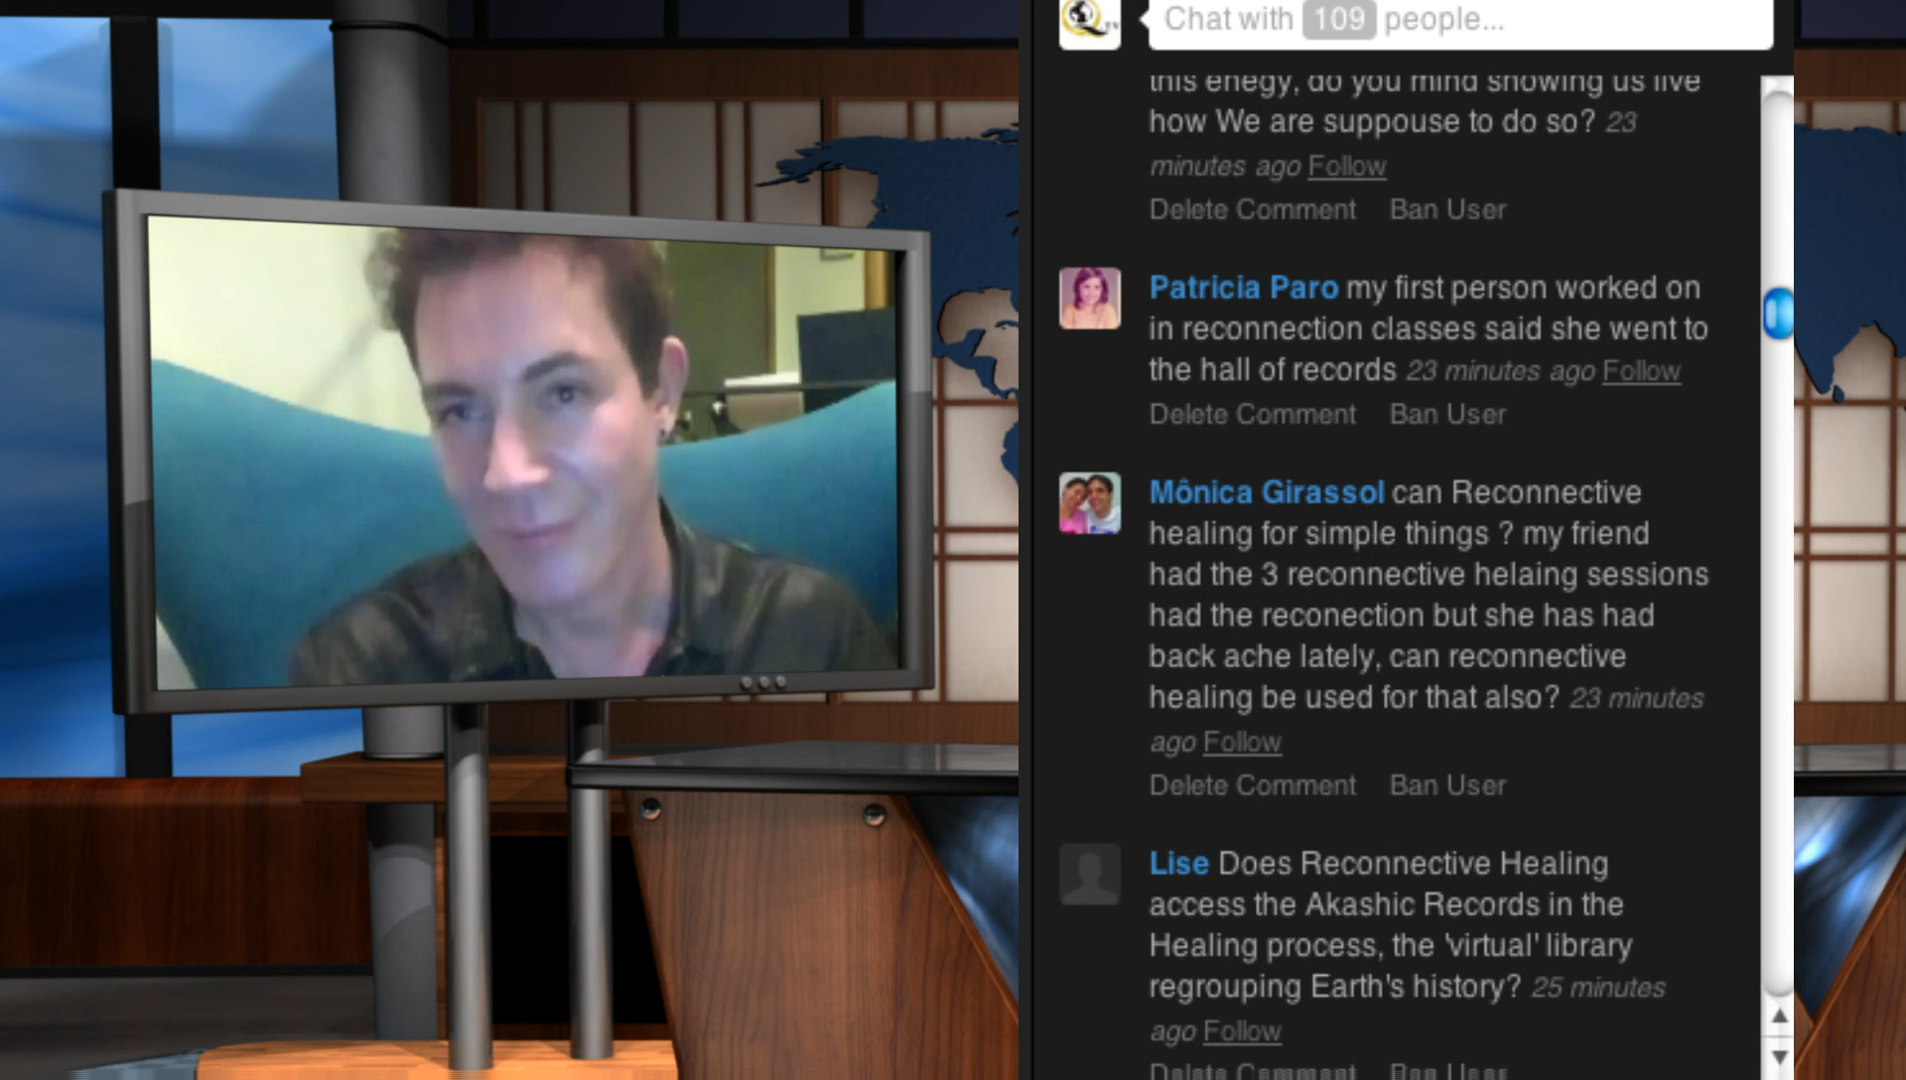 Chat with 109 people...
this enegy, do you mind showing us live
how We are suppouse to do so? 23
minutes ago Follow
Delete Comment Ban User
Patricia Paro my first person worked on
in reconnection classes said she went to
the hall of records 23 minutes ago Follow
Delete Comment Ban User
Mônica Girassol can Reconnective
healing for simple things ? my friend
had the 3 reconnective helaing sessions
had the reconection but she has had
back ache lately, can reconnective
healing be used for that also? 23 minutes
ago Follow
Delete Comment Ban User
Lise Does Reconnective Healing
access the Akashic Records in the
Healing process, the 'virtual' library
regrouping Earth's history? 25 minutes
ago Follow
Delete Comment Ban User